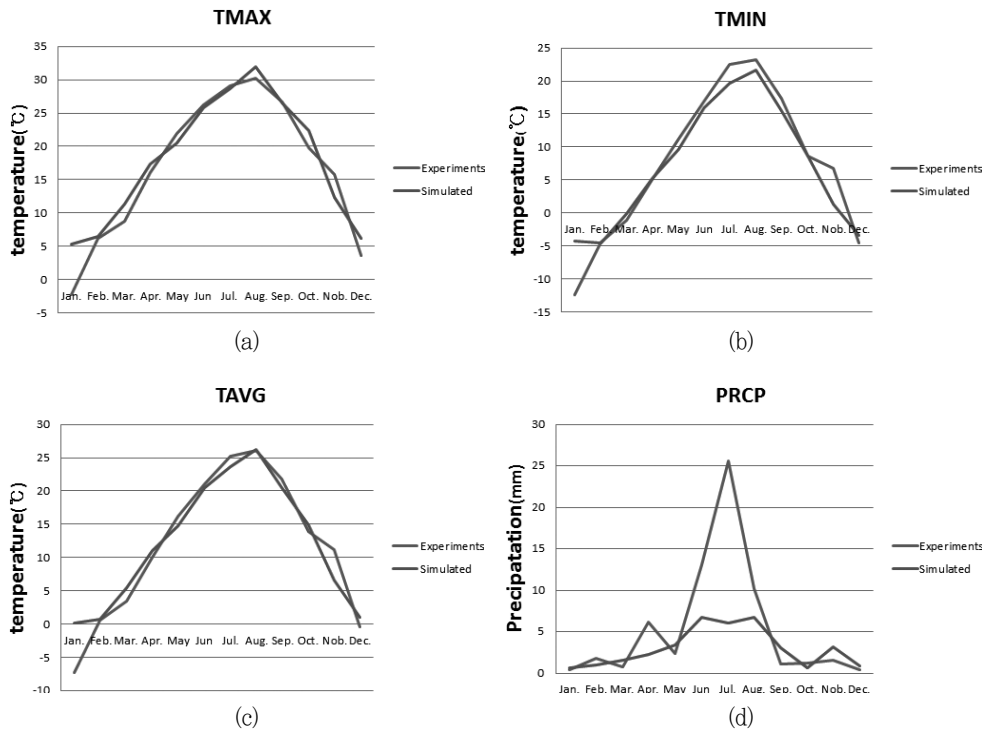 TMAX
temperature(℃)
35
30
25
20
15
10
5
0
-5
Jan. Feb. Mar. Apr. May Jun Jul. Aug. Sep. Oct. Nob. Dec.
Experiments
Simulated
(a)
TMIN
temperature(℃)
25
20
15
10
5
0
-5
-10
-15
Jan. Feb. Mar. Apr. May Jun Jul. Aug. Sep. Oct. Nob. Dec.
Experiments
Simulated
(b)
TAVG
temperature(℃)
30
25
20
15
10
5
0
-5
-10
Jan. Feb. Mar. Apr. May Jun Jul. Aug. Sep. Oct. Nob. Dec.
Experiments
Simulated
(c)
PRCP
Precipatation(mm)
30
25
20
15
10
5
0
Jan. Feb. Mar. Apr. May Jun Jul. Aug. Sep. Oct. Nob. Dec.
Experiments
Simulated
(d)